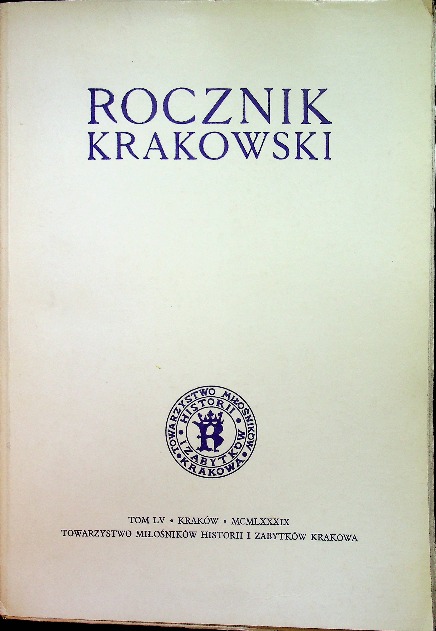 ROCZNIK
KRAKOWSKI
TOWARZYSTWO MIŁOŚNIKÓW
HISTORII
I ZABYTKÓW
KRAKOWA
TOM LV • KRAKÓW • MCMLXXXIX
TOWARZYSTWO MIŁOŚNIKÓW HISTORII I ZABYTKÓW KRAKOWA